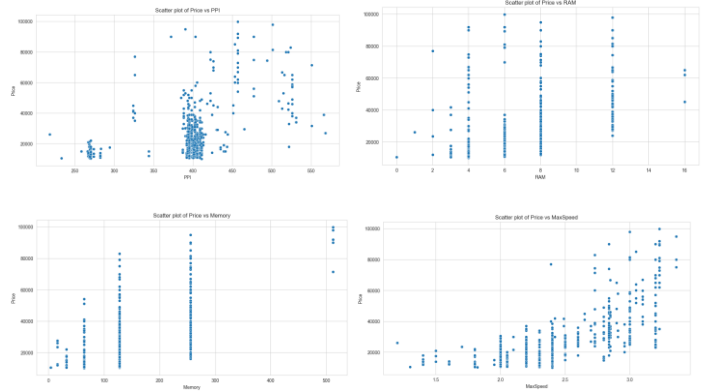 Scatter plot of Price vs PPI
100000
80000
60000
40000
20000
Price
250 300 350 400 450 500 550
PPI
Scatter plot of Price vs RAM
100000
80000
60000
40000
20000
Price
0 2 4 6 8 10 12 14 16
RAM
Scatter plot of Price vs Memory
100000
80000
60000
40000
20000
Price
0 100 200 300 400 500
Memory
Scatter plot of Price vs MaxSpeed
100000
80000
60000
40000
20000
Price
1.5 2.0 2.5 3.0
MaxSpeed